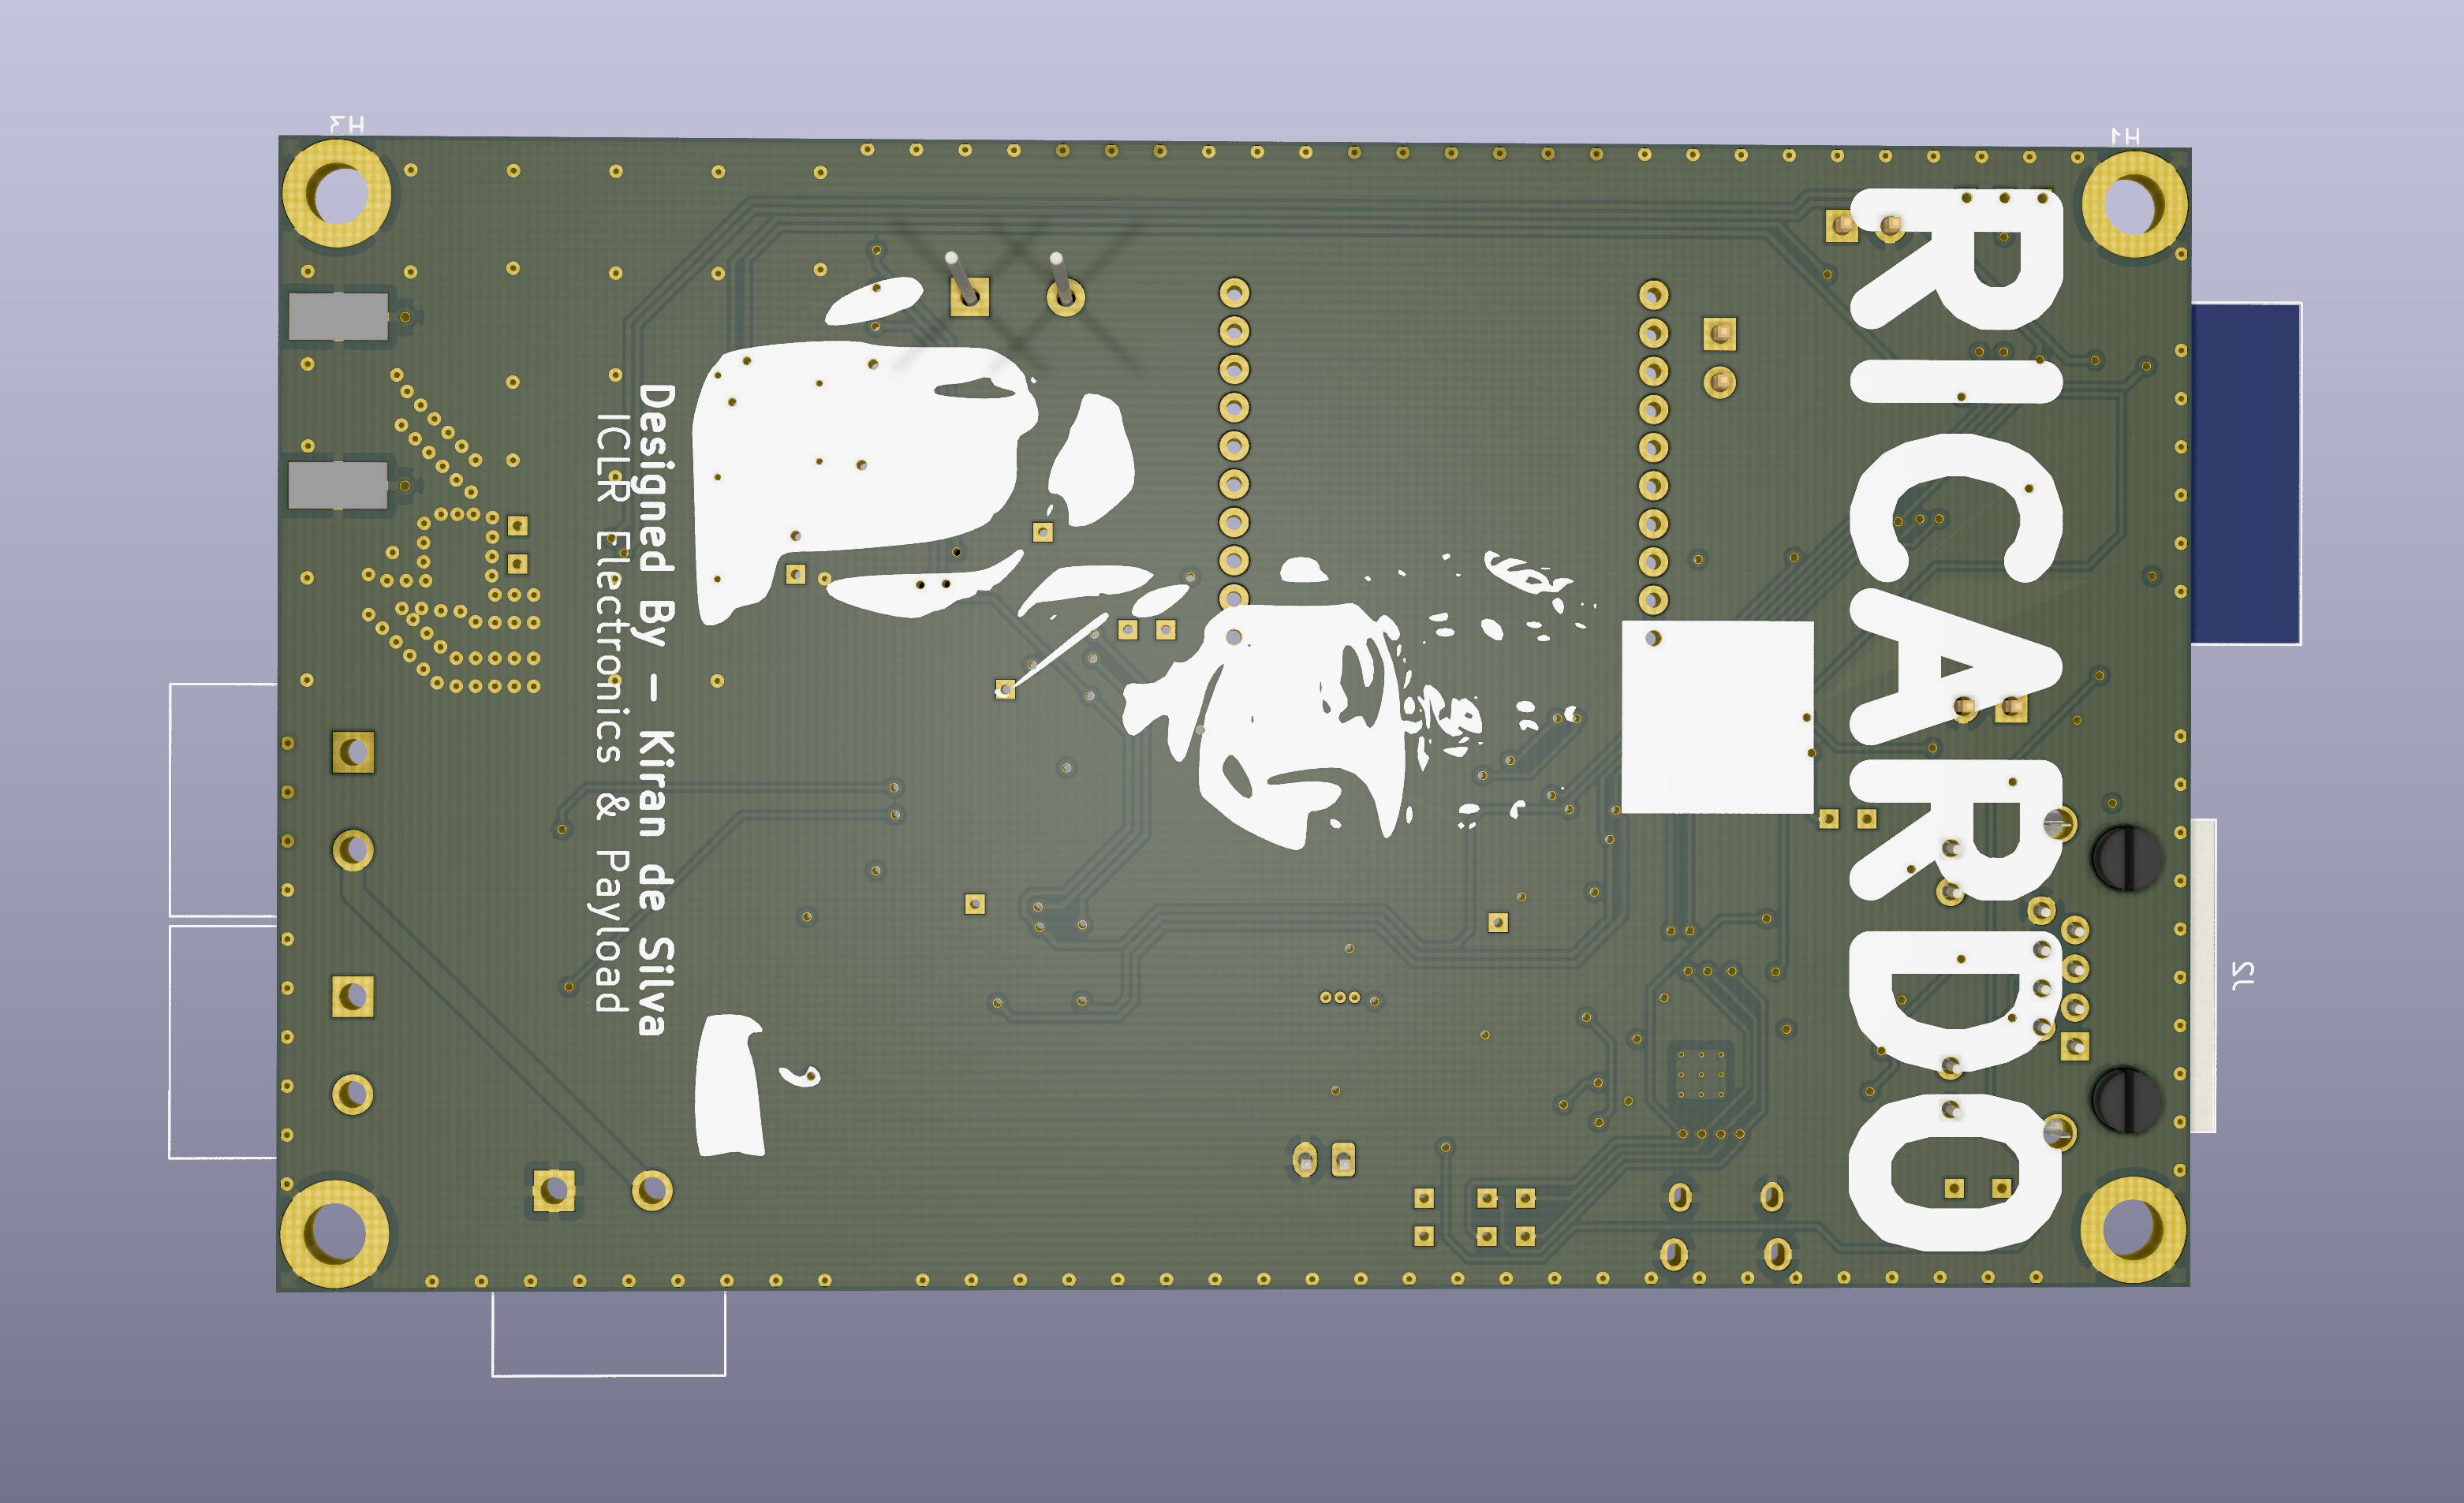 H3
H1
RICARDO
Designed By - Kiran de Silva
ICLR Electronics & Payload
J2